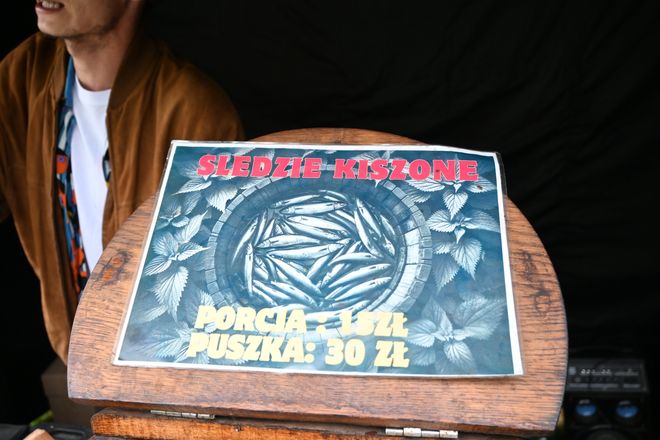 SLEDZIE KISZONE
PORCJA : 15ZŁ
PUSZKA: 30 ZŁ